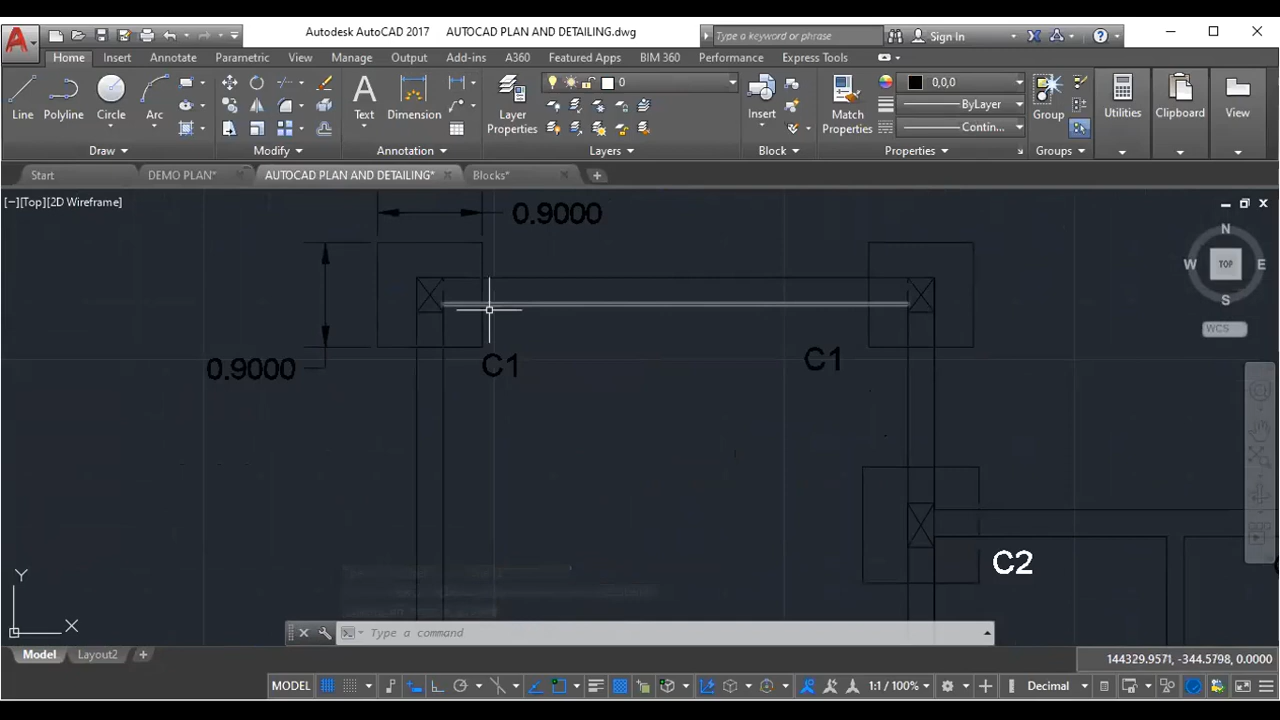 Autodesk AutoCAD 2017 AUTOCAD PLAN AND DETAILING.dwg
Type a keyword or phrase
Sign In
Home Insert Annotate Parametric View Manage Output Add-ins A360 Featured Apps BIM 360 Performance Express Tools
0
0,0,0
ByLayer
Contin...
Line Polyline Circle Arc
Text Dimension
Layer Properties
Insert
Match Properties
Group
Utilities Clipboard View
Draw Modify Annotation Layers Block Properties Groups
Start DEMO PLAN* AUTOCAD PLAN AND DETAILING* Blocks*
[−][Top][2D Wireframe]
0.9000
N
W TOP E
S
WCS
0.9000
C1
C1
C2
Y
X
Type a command
Model Layout2
144329.9571, -344.5798, 0.0000
MODEL
1:1 / 100%
Decimal